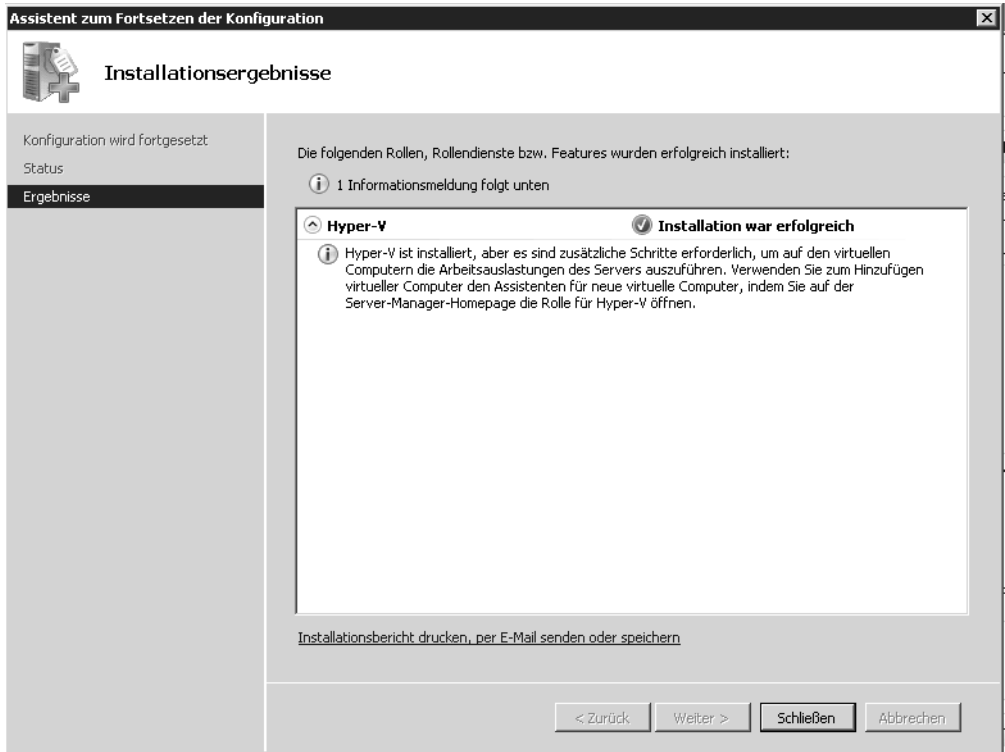 Assistent zum Fortsetzen der Konfiguration
Installationsergebnisse
Konfiguration wird fortgesetzt
Status
Ergebnisse
Die folgenden Rollen, Rollendienste bzw. Features wurden erfolgreich installiert:
1 Informationsmeldung folgt unten
Hyper-V Installation war erfolgreich
Hyper-V ist installiert, aber es sind zusätzliche Schritte erforderlich, um auf den virtuellen
Computern die Arbeitsauslastungen des Servers auszuführen. Verwenden Sie zum Hinzufügen
virtueller Computer den Assistenten für neue virtuelle Computer, indem Sie auf der
Server-Manager-Homepage die Rolle für Hyper-V öffnen.
Installationsbericht drucken, per E-Mail senden oder speichern
< Zurück Weiter > Schließen Abbrechen